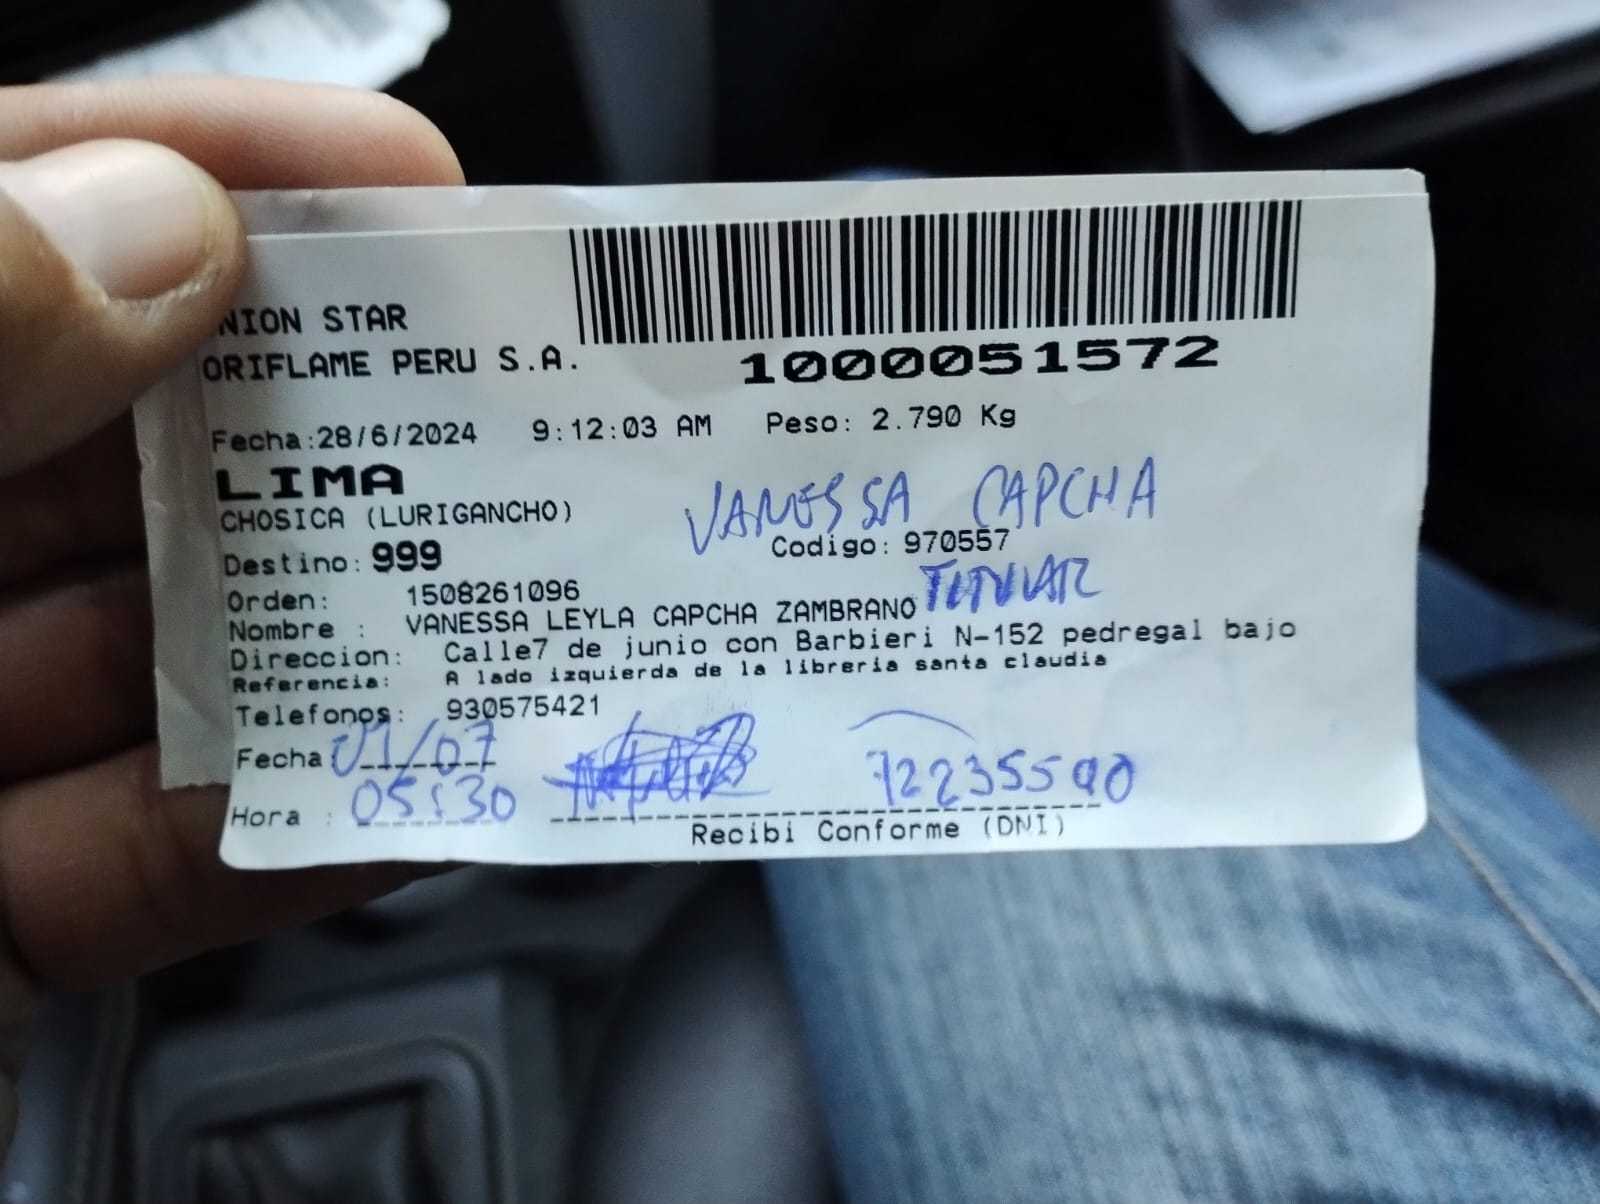 NION STAR
ORIFLAME PERU S.A.
1000051572
Fecha:28/6/2024 9:12:03 AM Peso: 2.790 Kg
LIMA
CHOSICA (LURIGANCHO)
VANESSA CAPCHA
Destino: 999 Codigo: 970557
TITULAR
Orden: 1508261096
Nombre : VANESSA LEYLA CAPCHA ZAMBRANO
Direccion: Calle7 de junio con Barbieri N-152 pedregal bajo
Referencia: A lado izquierda de la libreria santa claudia
Telefonos: 930575421
Fecha: 01/07
Hora : 05:30
Recibi Conforme (DNI)